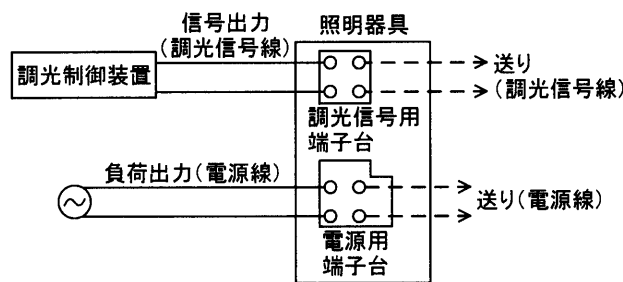 信号出力
(調光信号線)
照明器具
調光制御装置
送り
(調光信号線)
調光信号用
端子台
負荷出力(電源線)
送り(電源線)
電源用
端子台